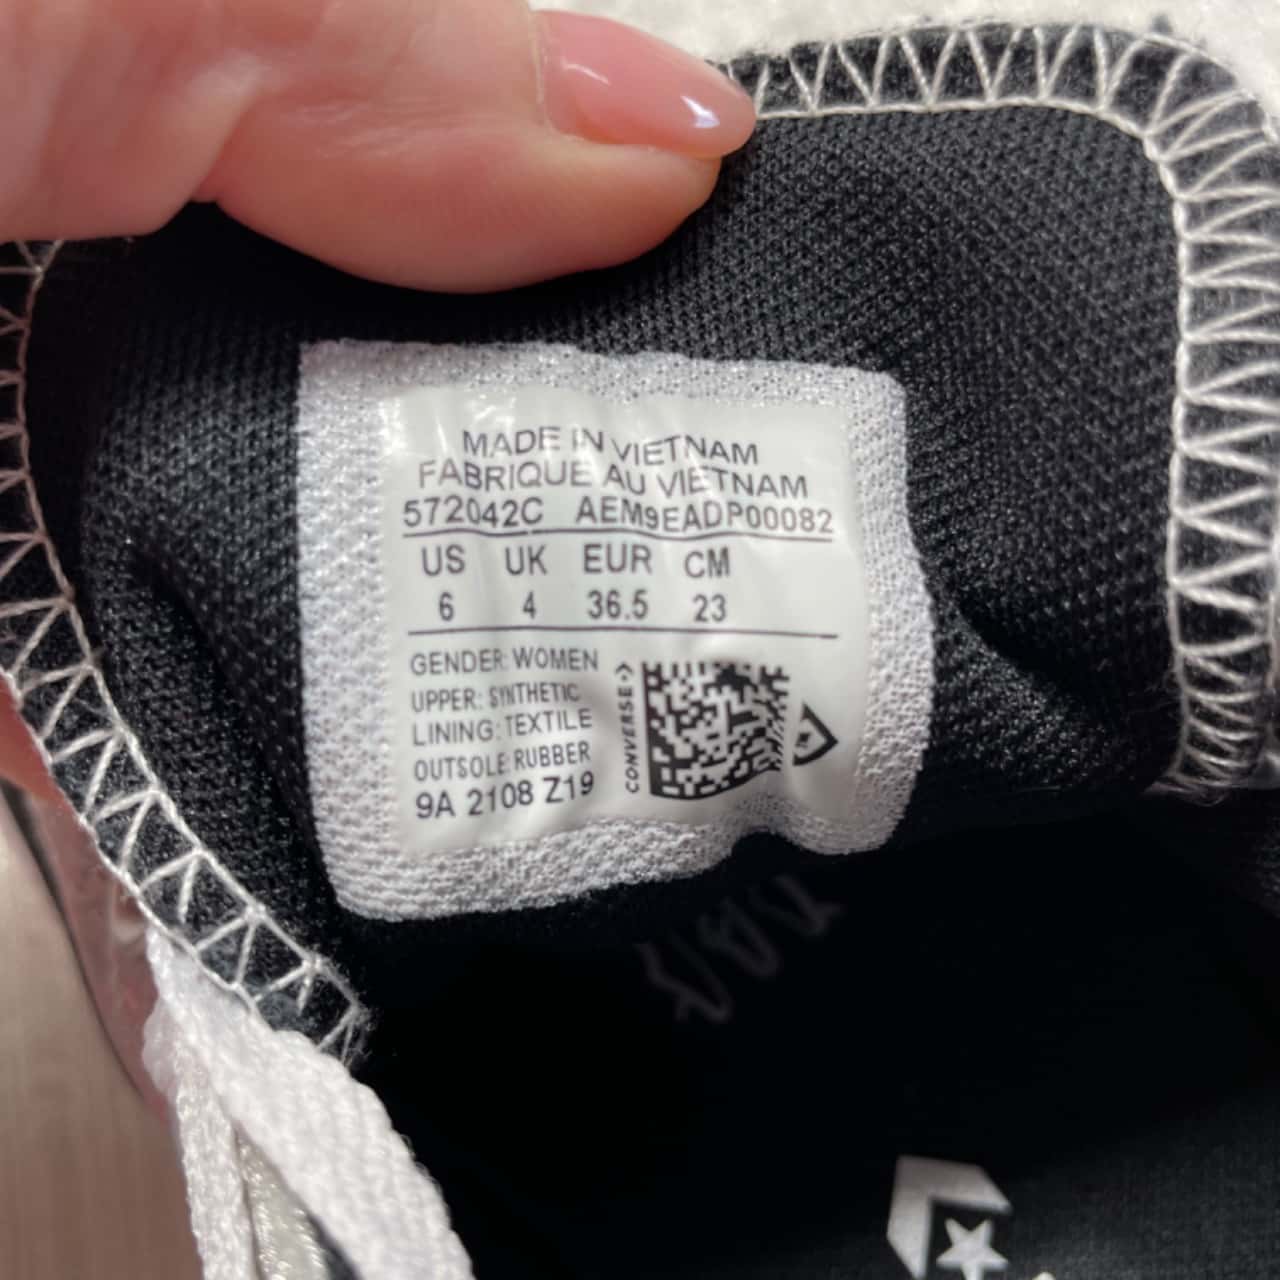 MADE IN VIETNAM
FABRIQUE AU VIETNAM
572042C AEM9EADP00082
US UK EUR CM
6 4 36.5 23
GENDER: WOMEN
UPPER: SYNTHETIC
LINING: TEXTILE
OUTSOLE: RUBBER
9A 2108 Z19
CONVERSE